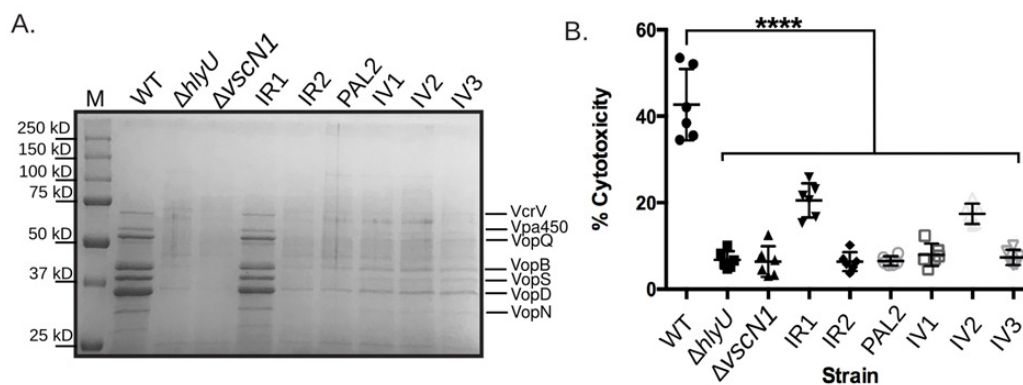 A.
M WT ΔhlyU ΔvscN1 IR1 IR2 PAL2 IV1 IV2 IV3
250 kD
150 kD
100 kD
75 kD
50 kD
37 kD
25 kD
VcrV
Vpa450
VopQ
VopB
VopS
VopD
VopN
B.
****
% Cytotoxicity
60
40
20
0
WT ΔhlyU ΔvscN1 IR1 IR2 PAL2 IV1 IV2 IV3
Strain